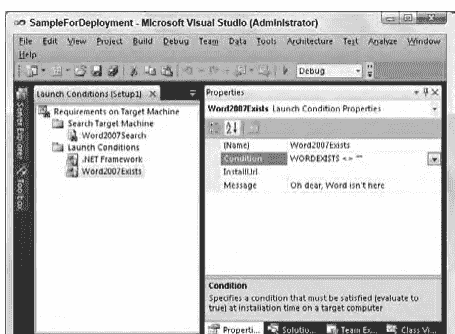 SampleForDeployment - Microsoft Visual Studio (Administrator)
File Edit View Project Build Debug Team Data Tools Architecture Test Analyze Window
Help
Debug
Launch Conditions (Setup1)
Properties
Server Explorer
Toolbox
Requirements on Target Machine
Search Target Machine
Word2007Search
Launch Conditions
.NET Framework
Word2007Exists
Word2007Exists Launch Condition Properties
(Name) Word2007Exists
Condition WORDEXISTS <> ""
InstallUrl
Message Oh dear, Word isn't here
Condition
Specifies a condition that must be satisfied (evaluate to
true) at installation time on a target computer
Properti... Solutio... Team Ex... Class Vi...